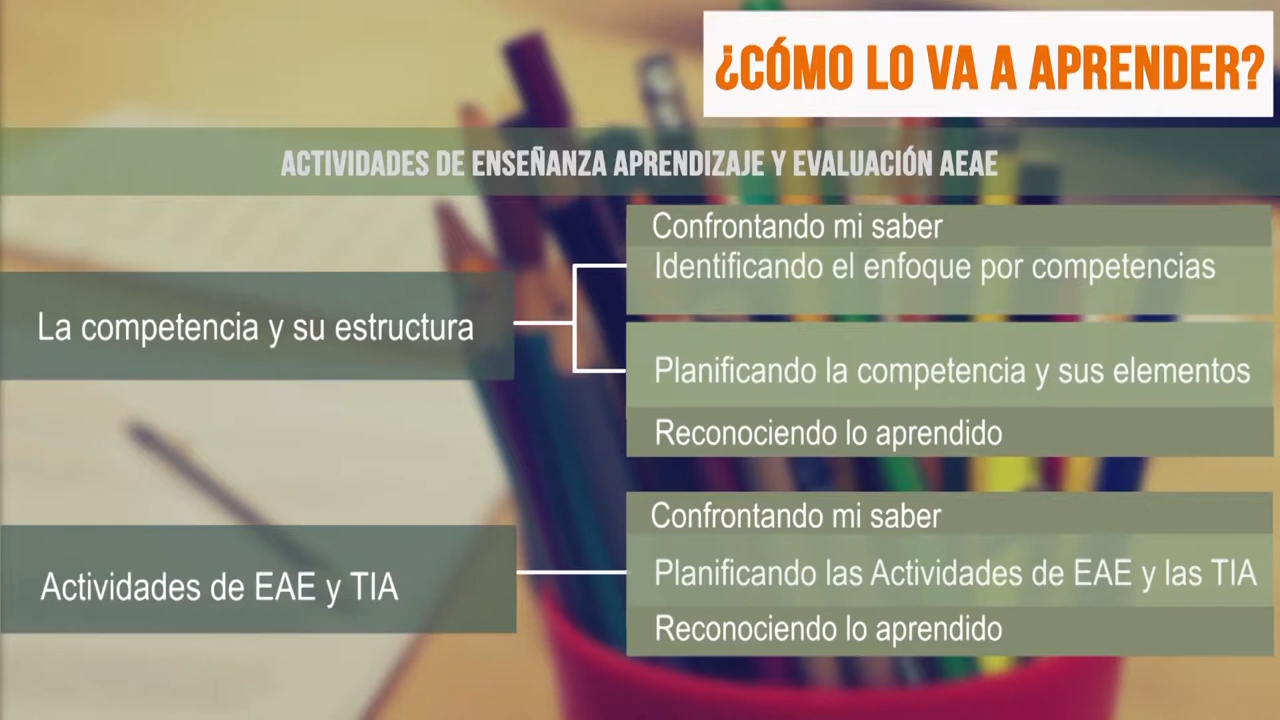 ¿CÓMO LO VA A APRENDER?
ACTIVIDADES DE ENSEÑANZA APRENDIZAJE Y EVALUACIÓN AEAE
La competencia y su estructura
Confrontando mi saber
Identificando el enfoque por competencias
Planificando la competencia y sus elementos
Reconociendo lo aprendido
Actividades de EAE y TIA
Confrontando mi saber
Planificando las Actividades de EAE y las TIA
Reconociendo lo aprendido